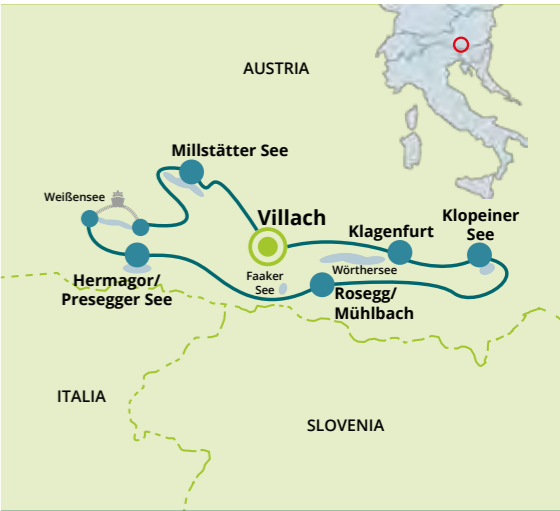 AUSTRIA
Millstätter See
Weißensee
Villach
Klopeiner
See
Klagenfurt
Hermagor/
Presegger See
Faaker
See
Wörthersee
Rosegg/
Mühlbach
ITALIA
SLOVENIA